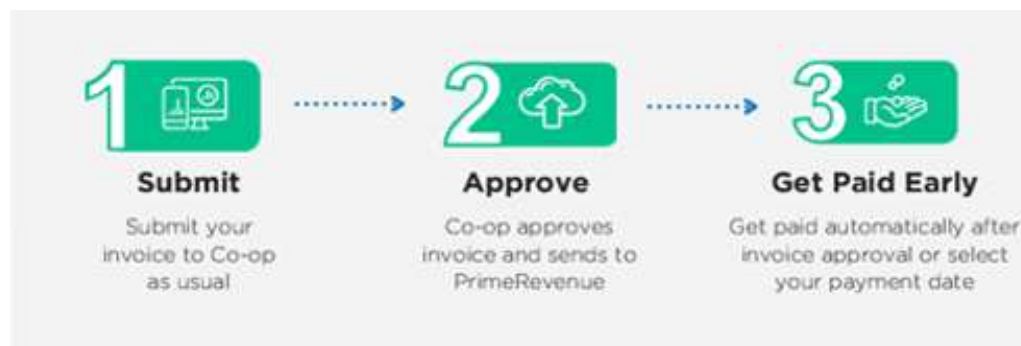 1
Submit
Submit your
invoice to Co-op
as usual
2
Approve
Co-op approves
invoice and sends to
PrimeRevenue
3
Get Paid Early
Get paid automatically after
invoice approval or select
your payment date